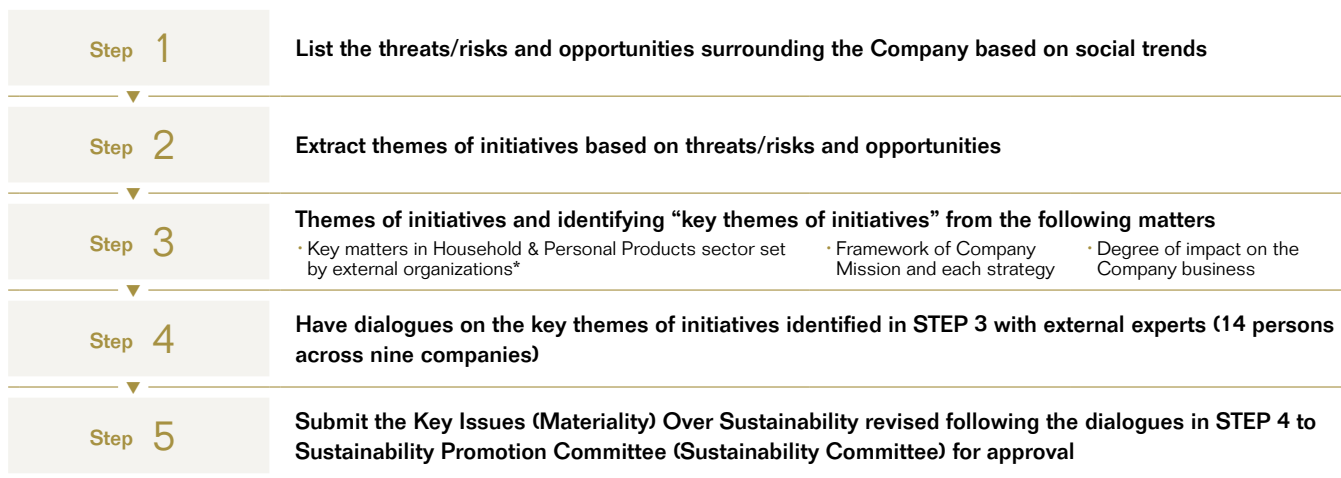 Step 1
List the threats/risks and opportunities surrounding the Company based on social trends
Step 2
Extract themes of initiatives based on threats/risks and opportunities
Step 3
Themes of initiatives and identifying “key themes of initiatives” from the following matters
・Key matters in Household & Personal Products sector set
by external organizations*
・Framework of Company
Mission and each strategy
・Degree of impact on the
Company business
Step 4
Have dialogues on the key themes of initiatives identified in STEP 3 with external experts (14 persons
across nine companies)
Step 5
Submit the Key Issues (Materiality) Over Sustainability revised following the dialogues in STEP 4 to
Sustainability Promotion Committee (Sustainability Committee) for approval